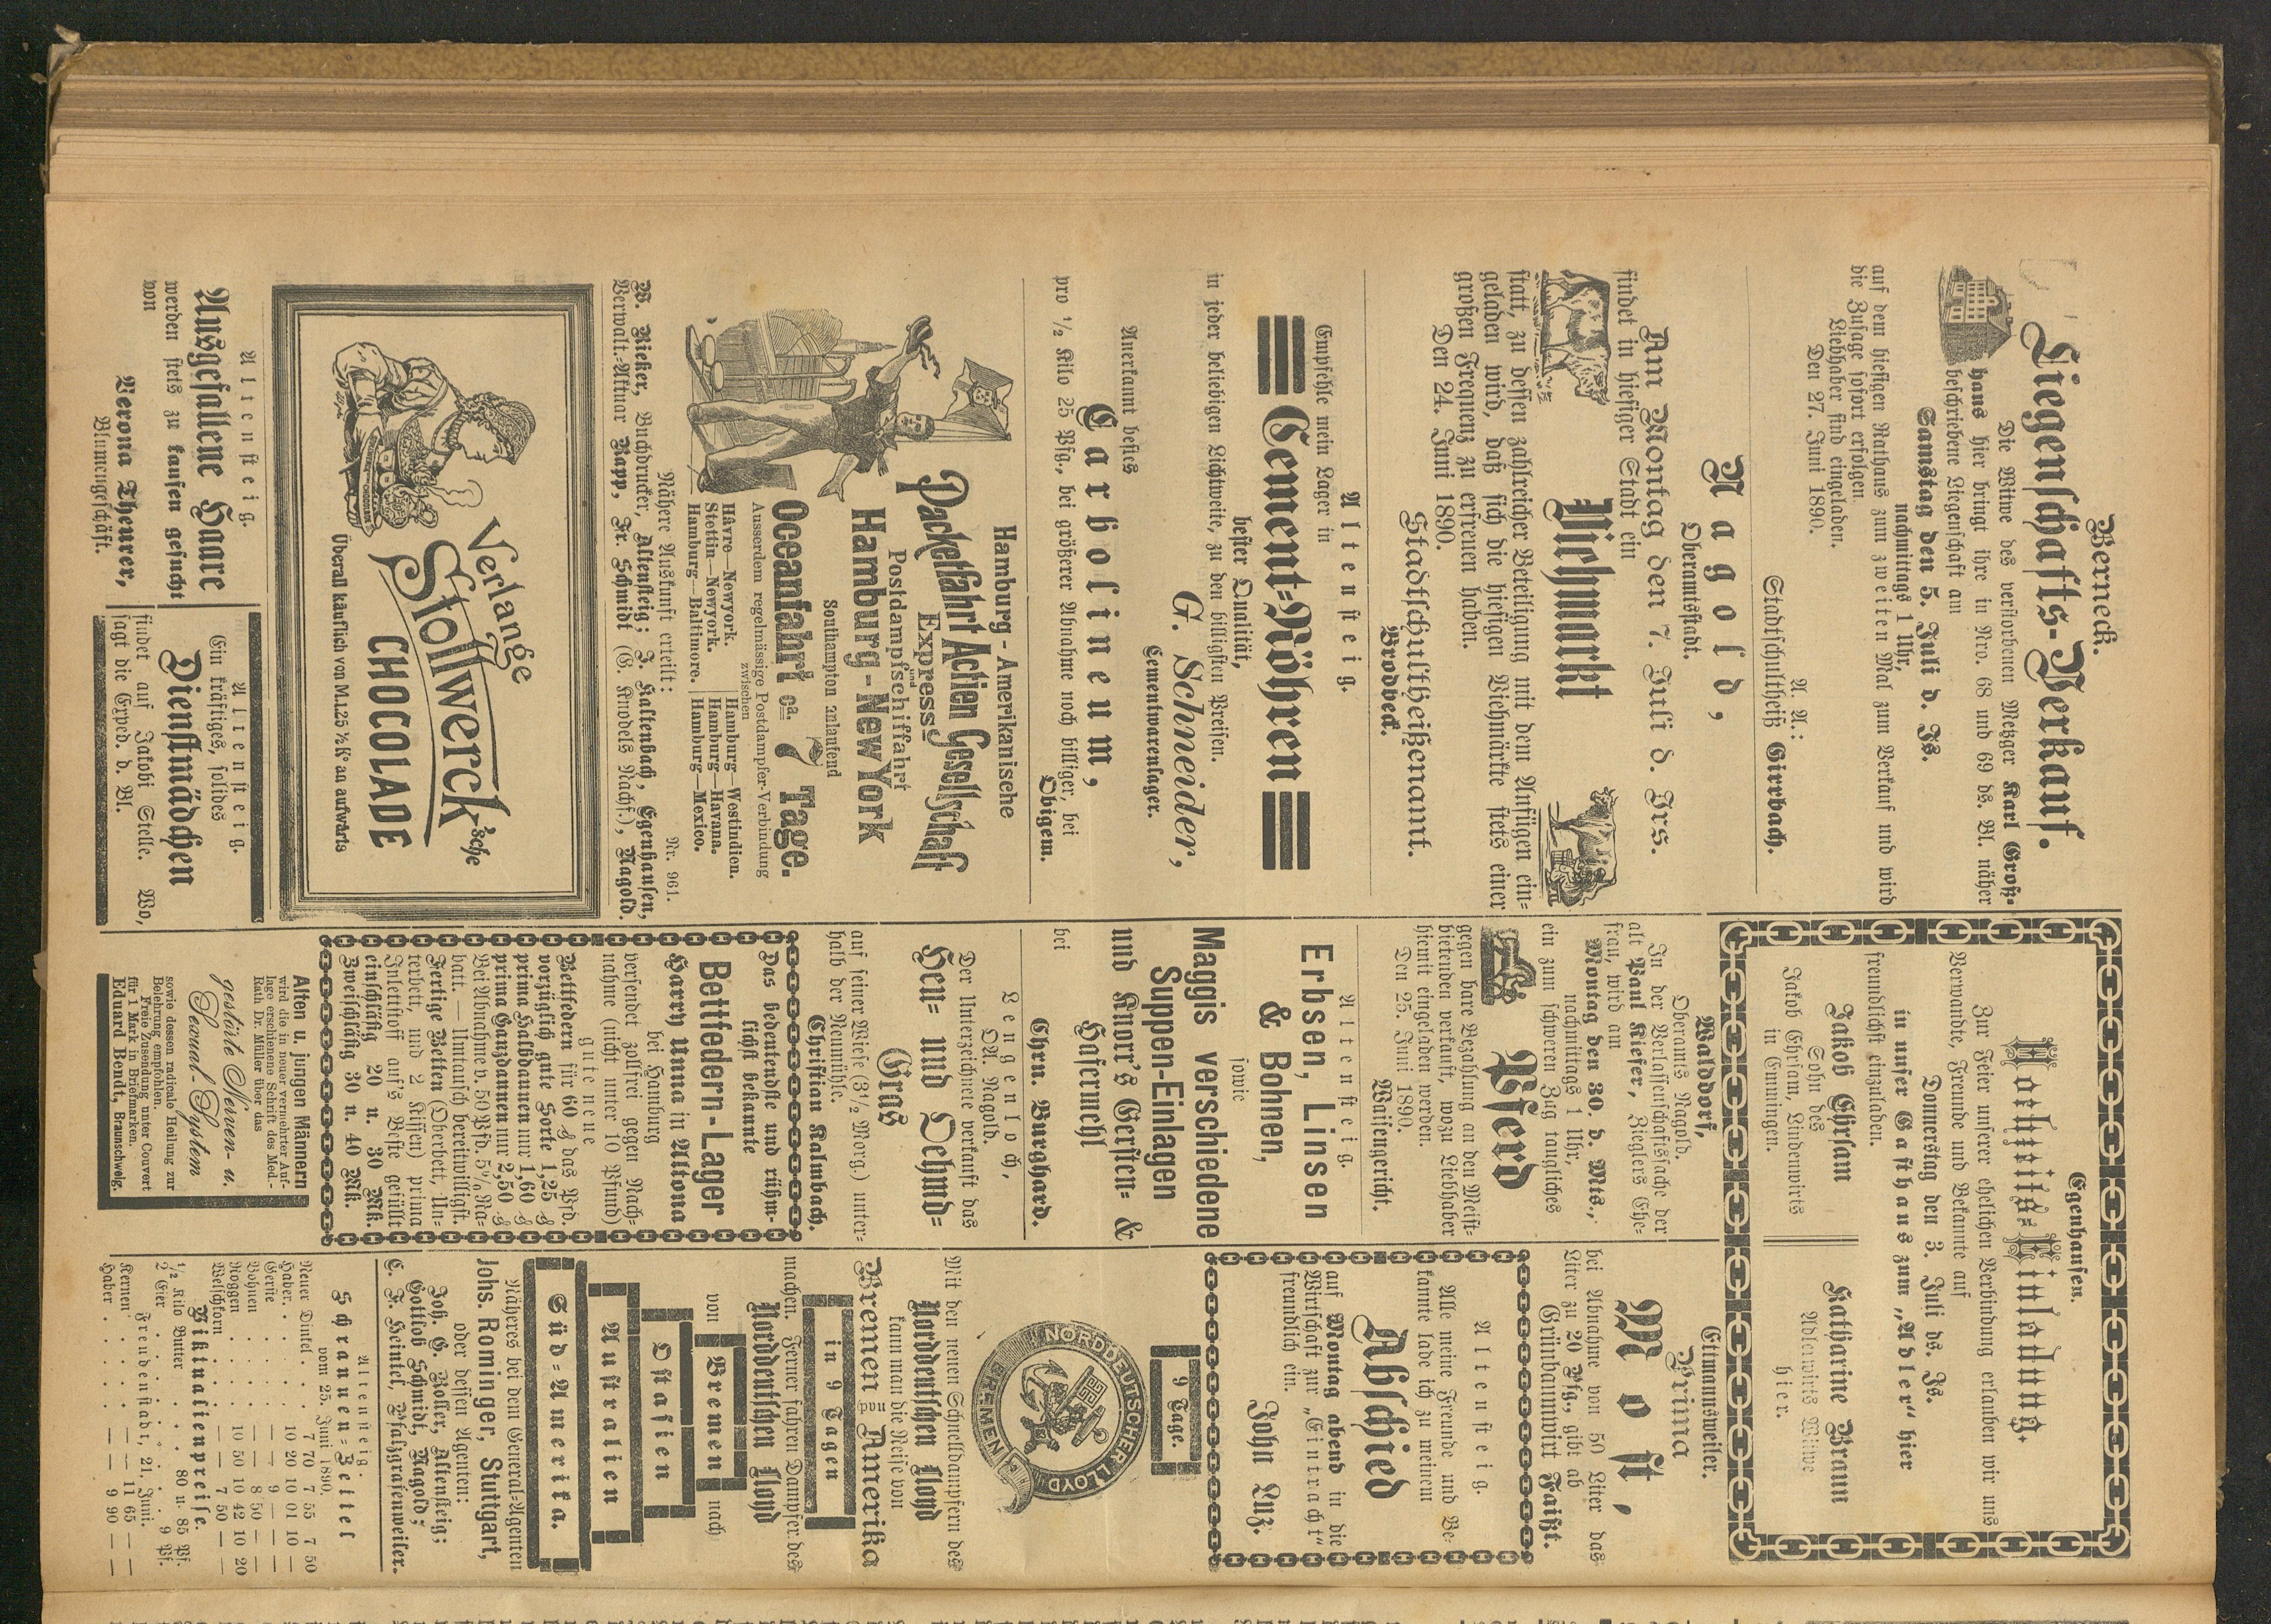 Berneck.
Liegenschafts-Verkauf.
Die Witwe des verstorbenen Metzger Karl Groß-
hans hier bringt ihre in Nro. 68 und 69 ds. Bl. näher
beschriebene Liegenschaft am
Samstag den 5. Juli d. Js.
nachmittags 1 Uhr,
auf dem hiesigen Rathaus zum zweiten Mal zum Verkauf und wird
die Zusage sofort erfolgen.
Liebhaber sind eingeladen.
Den 27. Juni 1890.
A. A.:
Stadtschultheiß Girrbach.
Nagold,
Oberamtsstadt.
Am Montag den 7. Juli d. Jrs.
findet in hiesiger Stadt ein
Viehmarkt
statt, zu dessen zahlreicher Beteiligung mit dem Anfügen ein-
geladen wird, daß sich die hiesigen Viehmärkte stets einer
großen Frequenz zu erfreuen haben.
Den 24. Juni 1890.
Stadtschultheißenamt.
Brodbeck.
Altensteig.
Empfehle mein Lager in
Cement-Röhren
bester Qualität,
in jeder beliebigen Lichtweite, zu den billigsten Preisen.
G. Schneider,
Cementwarenlager.
Anerkannt bestes
Carbolineum,
pro 1/2 Kilo 25 Pfg., bei größerer Abnahme noch billiger, bei
Obigem.
Hamburg-Amerikanische
Packetfahrt Actien Gesellschaft
Express
und
Postdampfschiffahrt
Hamburg-NewYork
Southampton anlaufend
Oceanfahrt ca. 7 Tage.
Ausserdem regelmässige Postdampfer-Verbindung
zwischen
Hâvre—Newyork.
Stettin—Newyork.
Hamburg—Baltimore.
Hamburg—Westindien.
Hamburg—Havana.
Hamburg—Mexico.
Nähere Auskunft erteilt: Nr. 961.
W. Rieker, Buchdrucker, Altensteig; J. Kaltenbach, Egenhausen,
Verwalt.-Aktuar Rapp, Fr. Schmidt (G. Knodels Nachf.), Nagold.
Verlange
Stollwerck'sche
CHOCOLADE
Überall käuflich von M.1.25 ½ Kº an aufwärts
Altensteig.
Ausgefallene Haare
werden stets zu kaufen gesucht
von
Verona Theurer,
Blumengeschäft.
Altensteig.
Ein kräftiges, solides
Dienstmädchen
findet auf Jakobi Stelle. Wo,
sagt die Exped. d. Bl.
Egenhausen.
Hochzeits-Einladung.
Zur Feier unserer ehelichen Verbindung erlauben wir uns
Verwandte, Freunde und Bekannte auf
Donnerstag den 3. Juli ds. Js.
in unser Gasthaus zum „Adler“ hier
freundlichst einzuladen.
Jakob Ehrsam
Sohn des
Jakob Ehrsam, Lindenwirts
in Emmingen.
Katharine Braun
Adlerwirts Witwe
hier.
Walddorf,
Oberamts Nagold.
In der Verlassenschaftssache der
alt Paul Kiefer, Zieglers Ehe-
frau, wird am
Montag den 30. d. Mts.,
nachmittags 1 Uhr,
ein zum schweren Zug taugliches
Pferd
gegen bare Bezahlung an den Meist-
bietenden verkauft, wozu Liebhaber
hiemit eingeladen werden.
Den 25. Juni 1890.
Waisengericht.
Altensteig.
Erbsen, Linsen
& Bohnen,
sowie
Maggis verschiedene
Suppen-Einlagen
und Knorr's Gersten- &
Hafermehl
bei
Chrn. Burghard.
Lengenloch,
OA. Nagold.
Der Unterzeichnete verkauft das
Heu- und Oehmd-
Gras
auf seiner Wiese (3 1/2 Morg.) unter-
halb der Neumühle.
Christian Kalmbach.
Das bedeutendste und rühm-
lichst bekannte
Bettfedern-Lager
Harry Unna in Altona
bei Hamburg
versendet zollfrei gegen Nach-
nahme (nicht unter 10 Pfund)
gute neue
Bettfedern für 60 ₰ das Pfd.
vorzüglich gute Sorte 1,25 ₰
prima Halbdaunen nur 1,60 ₰
prima Ganzdaunen nur 2,50 ₰
Bei Abnahme v. 50 Pfd. 5% Ra-
batt. — Umtausch bereitwilligst.
Fertige Betten (Oberbett, Un-
terbett, und 2 Kissen) prima
Inlettstoff aufs Beste gefüllt
einschläfig 20 u. 30 Mk.
Zweischläfig 30 u. 40 Mk.
Alten u. jungen Männern
wird die in neuer vermehrter Auf-
lage erschienene Schrift des Med.-
Rath Dr. Müller über das
gestörte Nerven- u.
Sexual-System
sowie dessen radicale Heilung zur
Belehrung empfohlen.
Freie Zusendung unter Couvert
für 1 Mark in Briefmarken.
Eduard Bendt, Braunschweig.
Ettmannsweiler.
Prima
Most,
bei Abnahme von 50 Liter das
Liter zu 20 Pfg., gibt ab
Grünbaumwirt Faißt.
Altensteig.
Alle meine Freunde und Be-
kannte lade ich zu meinem
Abschied
auf Montag abend in die
Wirtschaft zur „Eintracht“
freundlich ein.
John Lutz.
9 Tage.
NORDDEUTSCHER LLOYD
BREMEN
Mit den neuen Schnelldampfern des
Norddeutschen Lloyd
kann man die Reise von
Bremen nach Amerika
in 9 Tagen
machen. Ferner fahren Dampfer des
Norddeutschen Lloyd
von Bremen nach
Ostasien
Australien
Süd-Amerika.
Näheres bei dem General-Agenten
Johs. Rominger, Stuttgart,
oder dessen Agenten:
Joh. G. Roller, Altensteig;
Gottlob Schmidt, Nagold;
C. F. Heintel, Pfalzgrafenweiler.
Altensteig.
Schrannen-Zettel
vom 25. Juni 1890.
Neuer Dinkel . . 7 70 7 55 7 50
Haber . . . 10 20 10 01 10 —
Gerste . . . — — 9 — — —
Bohnen . . . — — 8 50 — —
Roggen . . . 10 50 10 42 10 20
Welschkorn . . — — 7 50 — —
Viktualienpreise.
1/2 Kilo Butter . . 80 u. 85 Pf.
2 Eier . . . . . 9 Pf.
Freudenstadt, 21. Juni.
Kernen . . . . — — 11 65 — —
Haber . . . . — — 9 90 — —